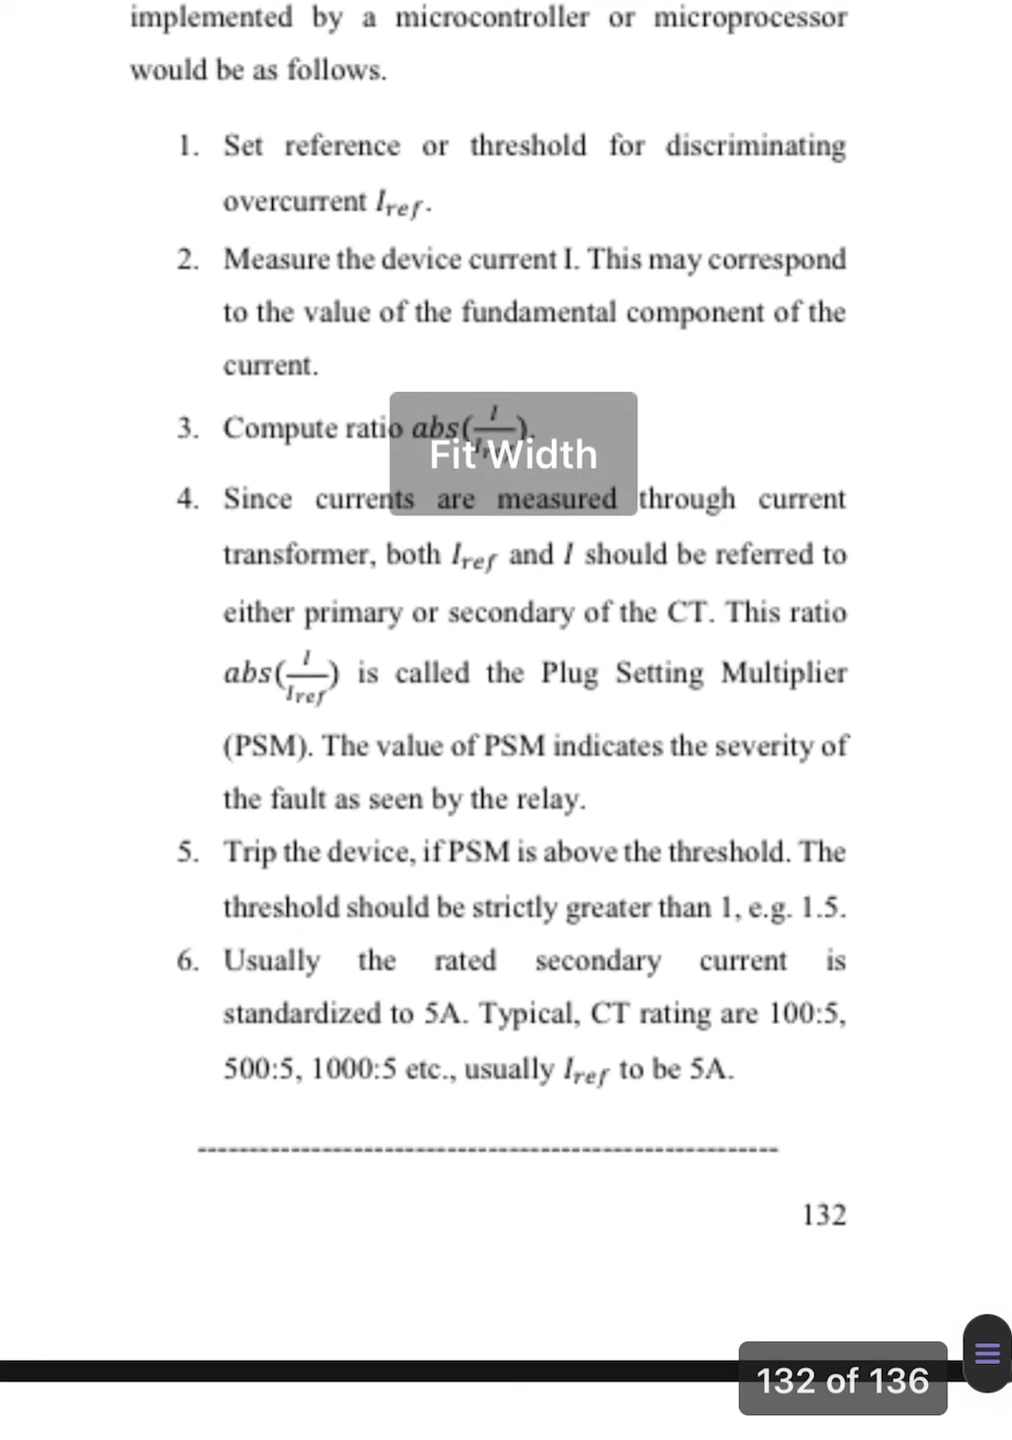 implemented by a microcontroller or microprocessor
would be as follows.
1. Set reference or threshold for discriminating
overcurrent I_ref.
2. Measure the device current I. This may correspond
to the value of the fundamental component of the
current.
3. Compute ratio abs(I/I_ref).
Fit Width
4. Since currents are measured through current
transformer, both I_ref and I should be referred to
either primary or secondary of the CT. This ratio
abs(I/I_ref) is called the Plug Setting Multiplier
(PSM). The value of PSM indicates the severity of
the fault as seen by the relay.
5. Trip the device, if PSM is above the threshold. The
threshold should be strictly greater than 1, e.g. 1.5.
6. Usually the rated secondary current is
standardized to 5A. Typical, CT rating are 100:5,
500:5, 1000:5 etc., usually I_ref to be 5A.
--------------------------------------------------------
132
132 of 136